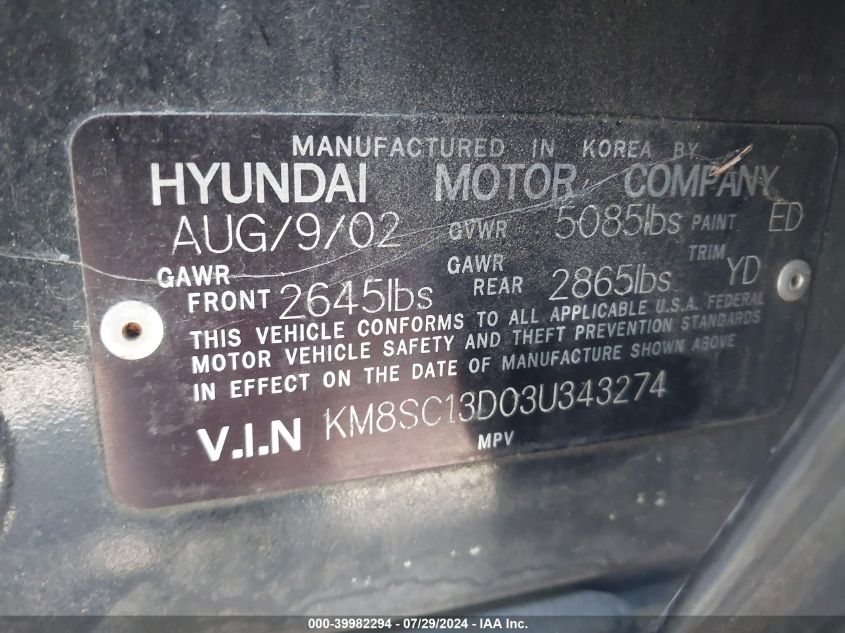 MANUFACTURED IN KOREA BY
HYUNDAI MOTOR COMPANY
AUG/9/02 GVWR 5085lbs PAINT ED
GAWR FRONT 2645lbs GAWR REAR 2865lbs TRIM YD
THIS VEHICLE CONFORMS TO ALL APPLICABLE U.S.A. FEDERAL
MOTOR VEHICLE SAFETY AND THEFT PREVENTION STANDARDS
IN EFFECT ON THE DATE OF MANUFACTURE SHOWN ABOVE
V.I.N KM8SC13D03U343274
MPV
000-39982294 - 07/29/2024 - IAAI.com